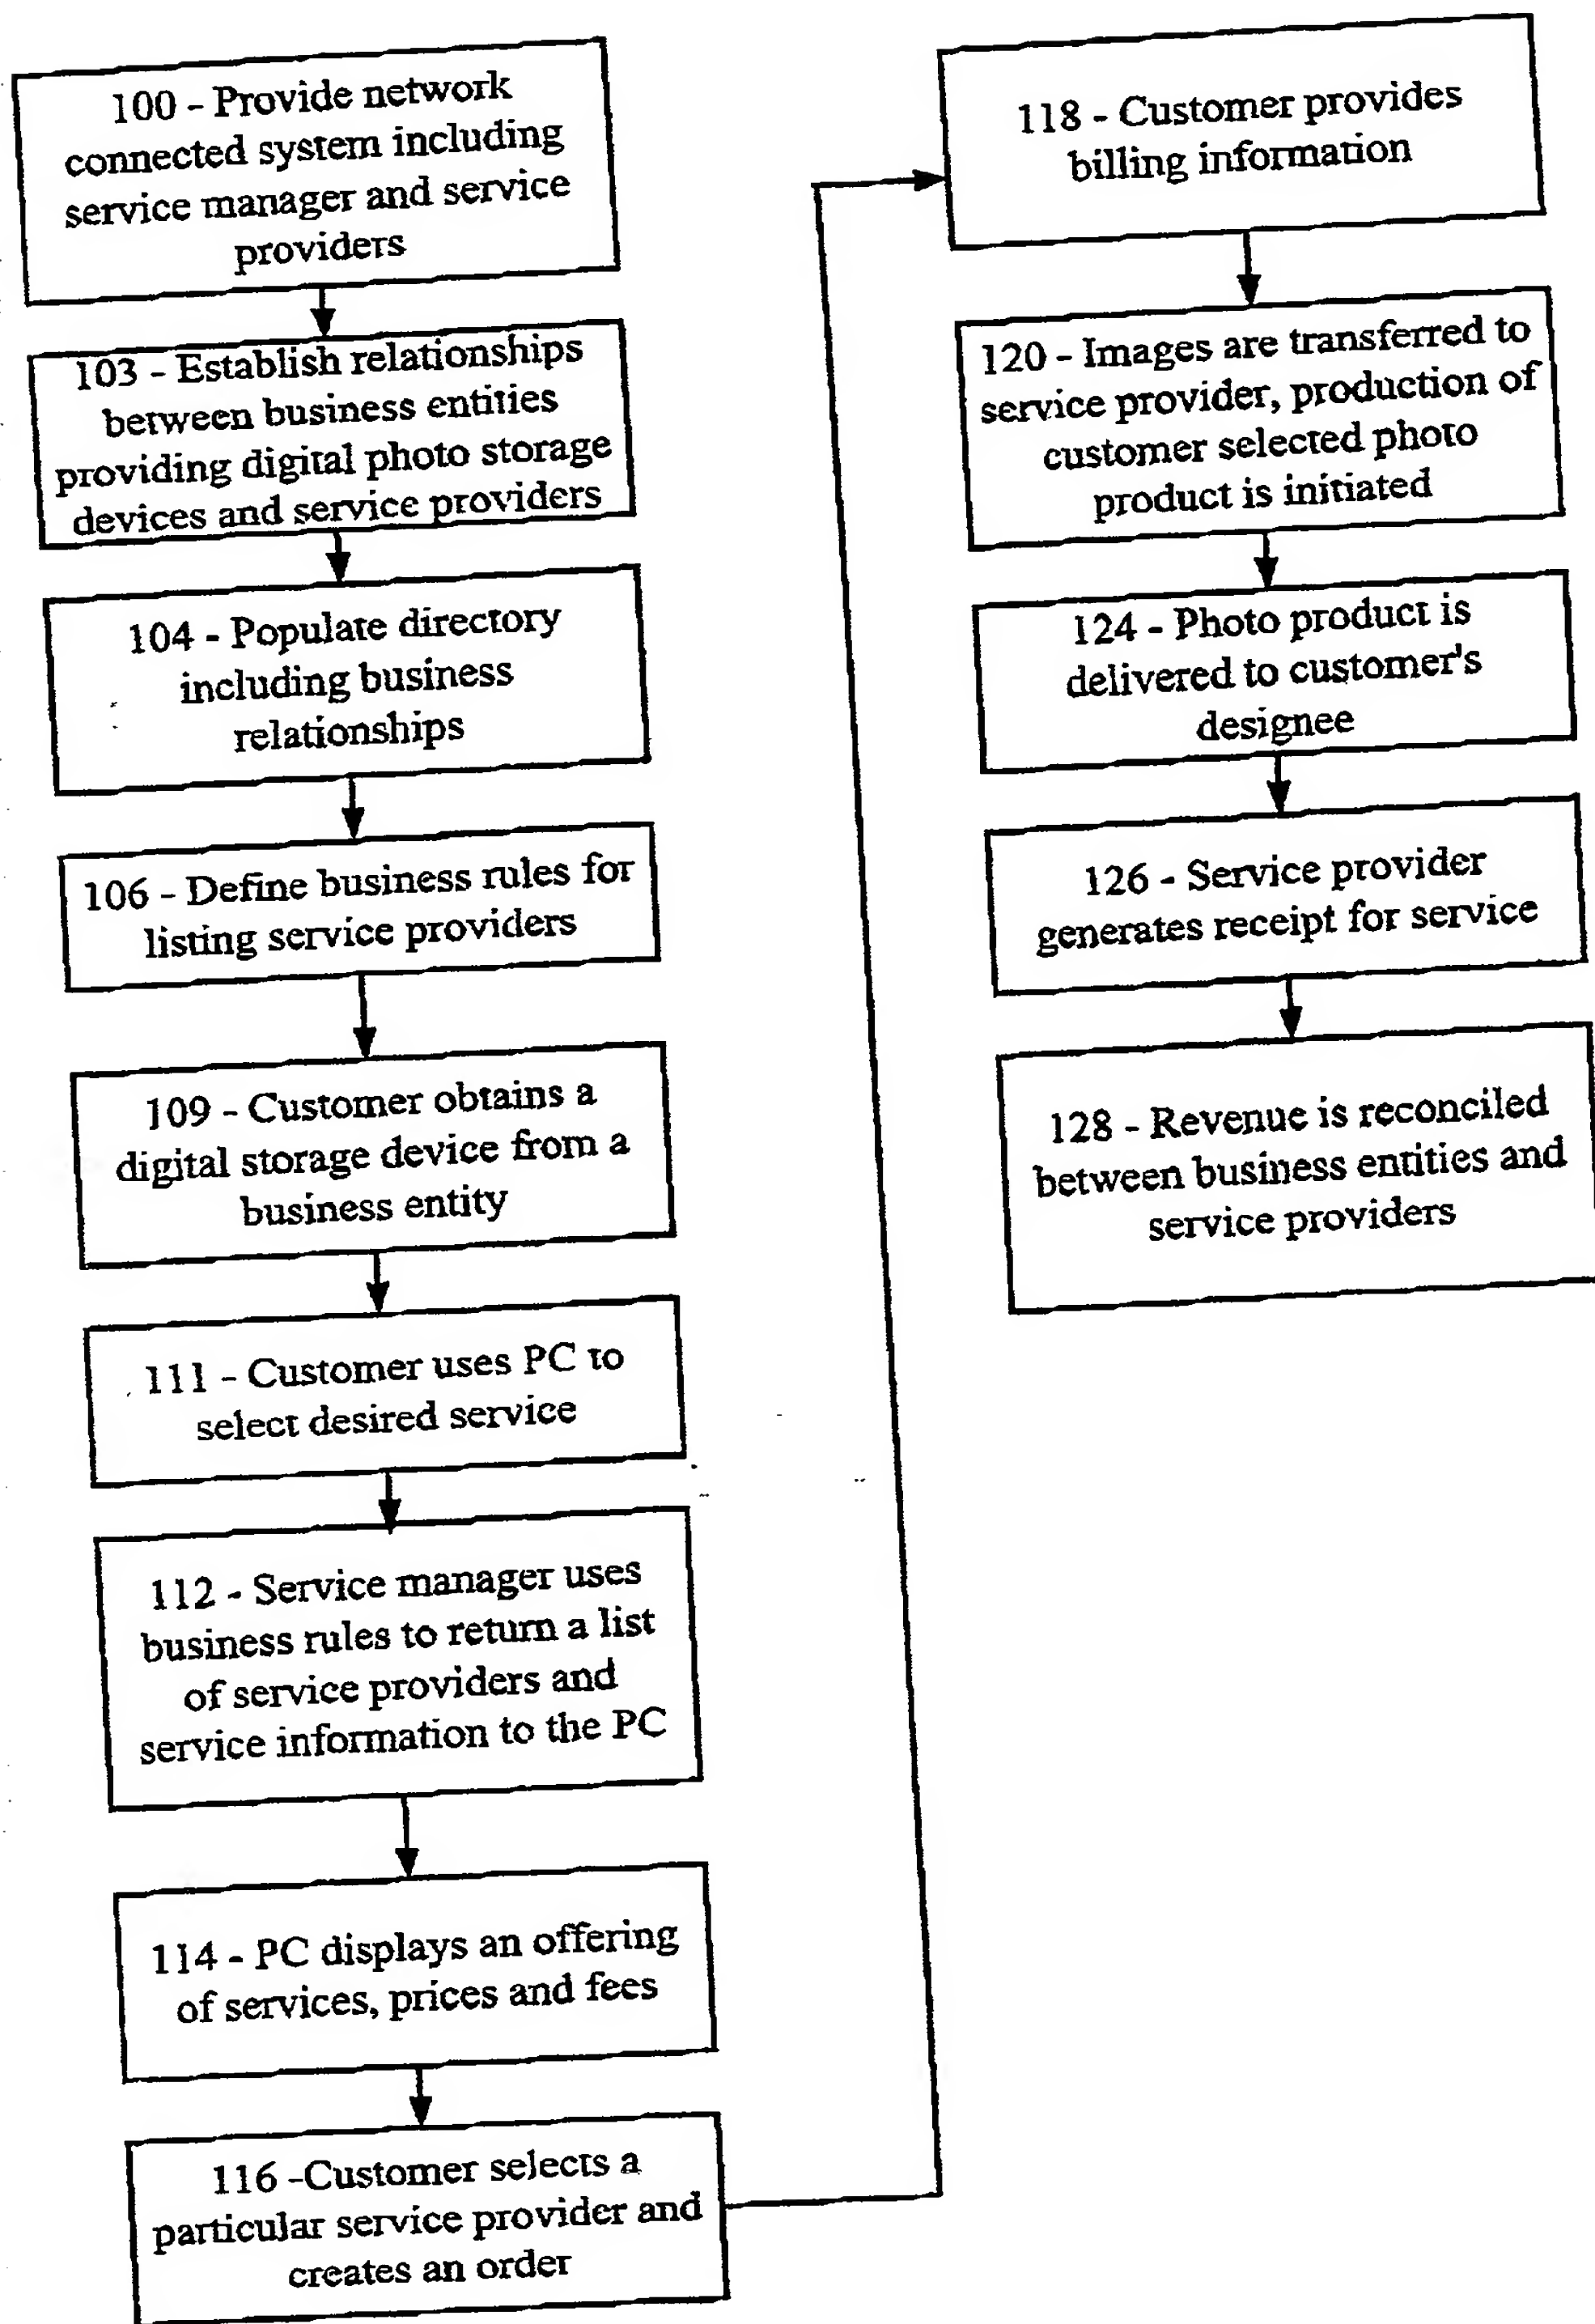 100 - Provide network
connected system including
service manager and service
providers
103 - Establish relationships
between business entities
providing digital photo storage
devices and service providers
104 - Populate directory
including business
relationships
106 - Define business rules for
listing service providers
109 - Customer obtains a
digital storage device from a
business entity
111 - Customer uses PC to
select desired service
112 - Service manager uses
business rules to return a list
of service providers and
service information to the PC
114 - PC displays an offering
of services, prices and fees
116 -Customer selects a
particular service provider and
creates an order
118 - Customer provides
billing information
120 - Images are transferred to
service provider, production of
customer selected photo
product is initiated
124 - Photo product is
delivered to customer's
designee
126 - Service provider
generates receipt for service
128 - Revenue is reconciled
between business entities and
service providers